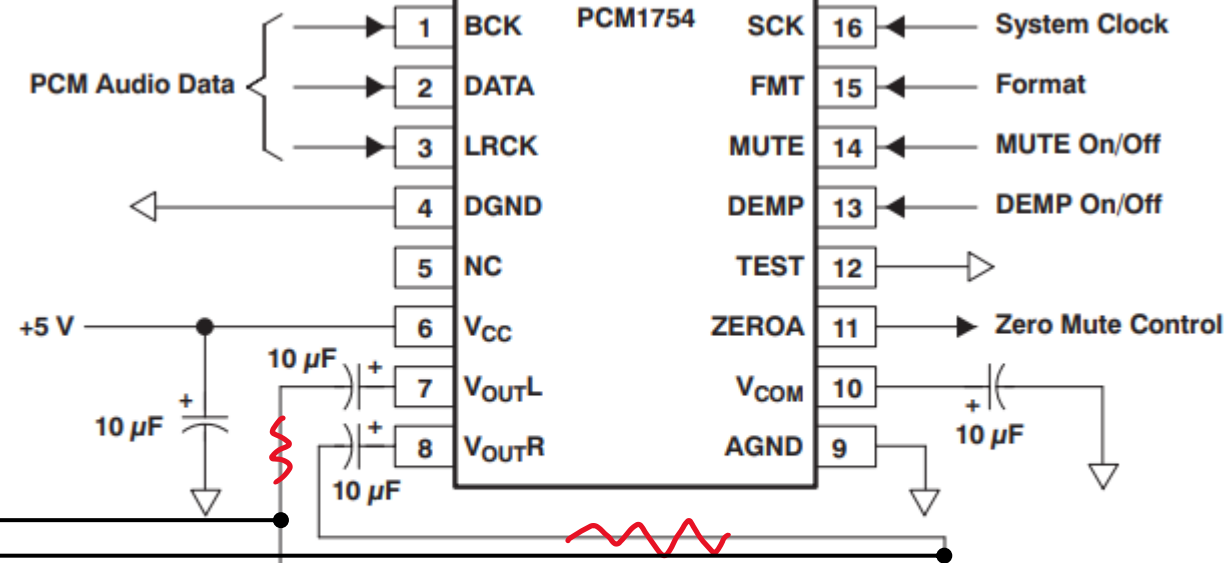 PCM1754
PCM Audio Data
1 BCK
2 DATA
3 LRCK
4 DGND
5 NC
+5 V
6 VCC
10 µF +
7 VOUTL
+
10 µF
+
8 VOUTR
10 µF
SCK 16 System Clock
FMT 15 Format
MUTE 14 MUTE On/Off
DEMP 13 DEMP On/Off
TEST 12
ZEROA 11 Zero Mute Control
VCOM 10
+
10 µF
AGND 9